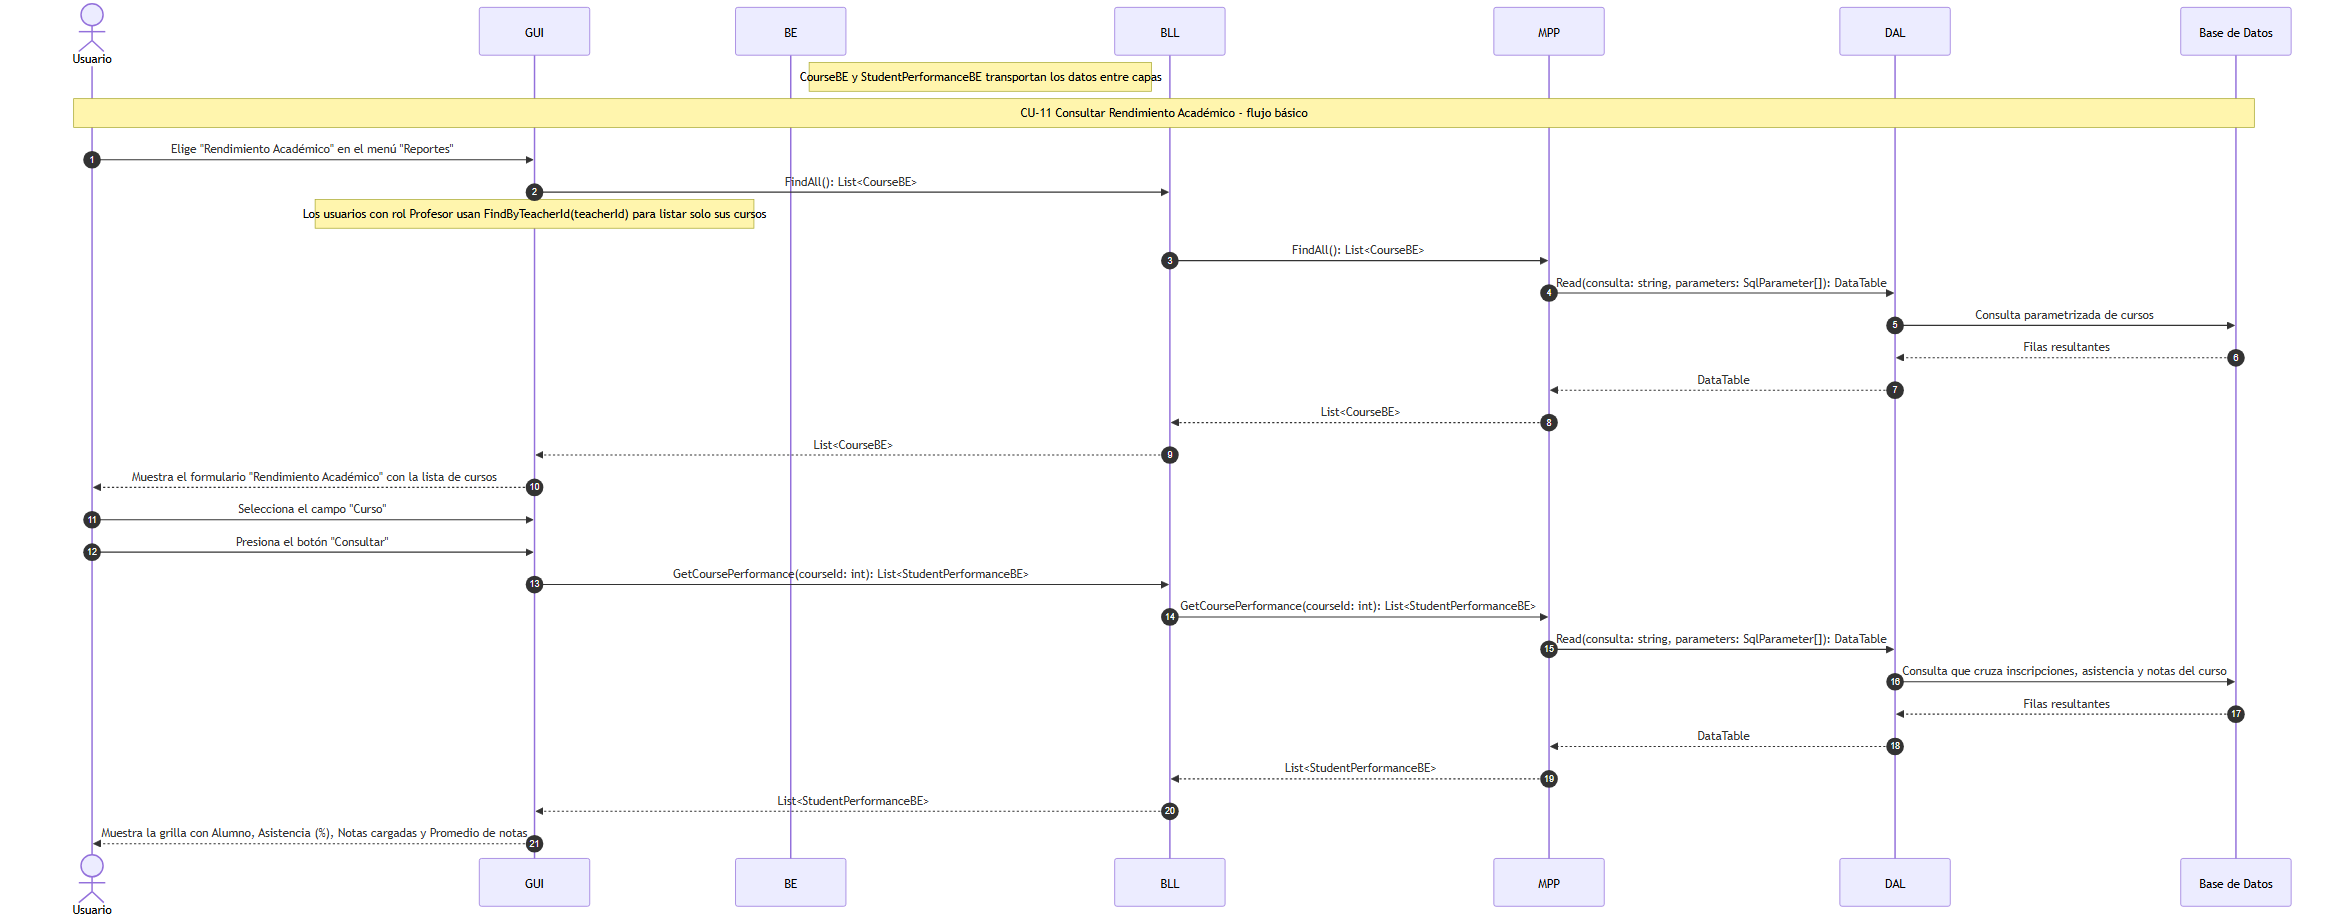 Usuario
GUI
BE
BLL
MPP
DAL
Base de Datos
CourseBE y StudentPerformanceBE transportan los datos entre capas
CU-11 Consultar Rendimiento Académico - flujo básico
1
Elige "Rendimiento Académico" en el menú "Reportes"
2
FindAll(): List<CourseBE>
Los usuarios con rol Profesor usan FindByTeacherId(teacherId) para listar solo sus cursos
3
FindAll(): List<CourseBE>
4
Read(consulta: string, parameters: SqlParameter[]): DataTable
5
Consulta parametrizada de cursos
Filas resultantes
6
DataTable
7
List<CourseBE>
8
List<CourseBE>
9
Muestra el formulario "Rendimiento Académico" con la lista de cursos
10
11
Selecciona el campo "Curso"
12
Presiona el botón "Consultar"
13
GetCoursePerformance(courseId: int): List<StudentPerformanceBE>
14
GetCoursePerformance(courseId: int): List<StudentPerformanceBE>
15
Read(consulta: string, parameters: SqlParameter[]): DataTable
16
Consulta que cruza inscripciones, asistencia y notas del curso
Filas resultantes
17
DataTable
18
List<StudentPerformanceBE>
19
List<StudentPerformanceBE>
20
Muestra la grilla con Alumno, Asistencia (%), Notas cargadas y Promedio de notas
21
Usuario
GUI
BE
BLL
MPP
DAL
Base de Datos